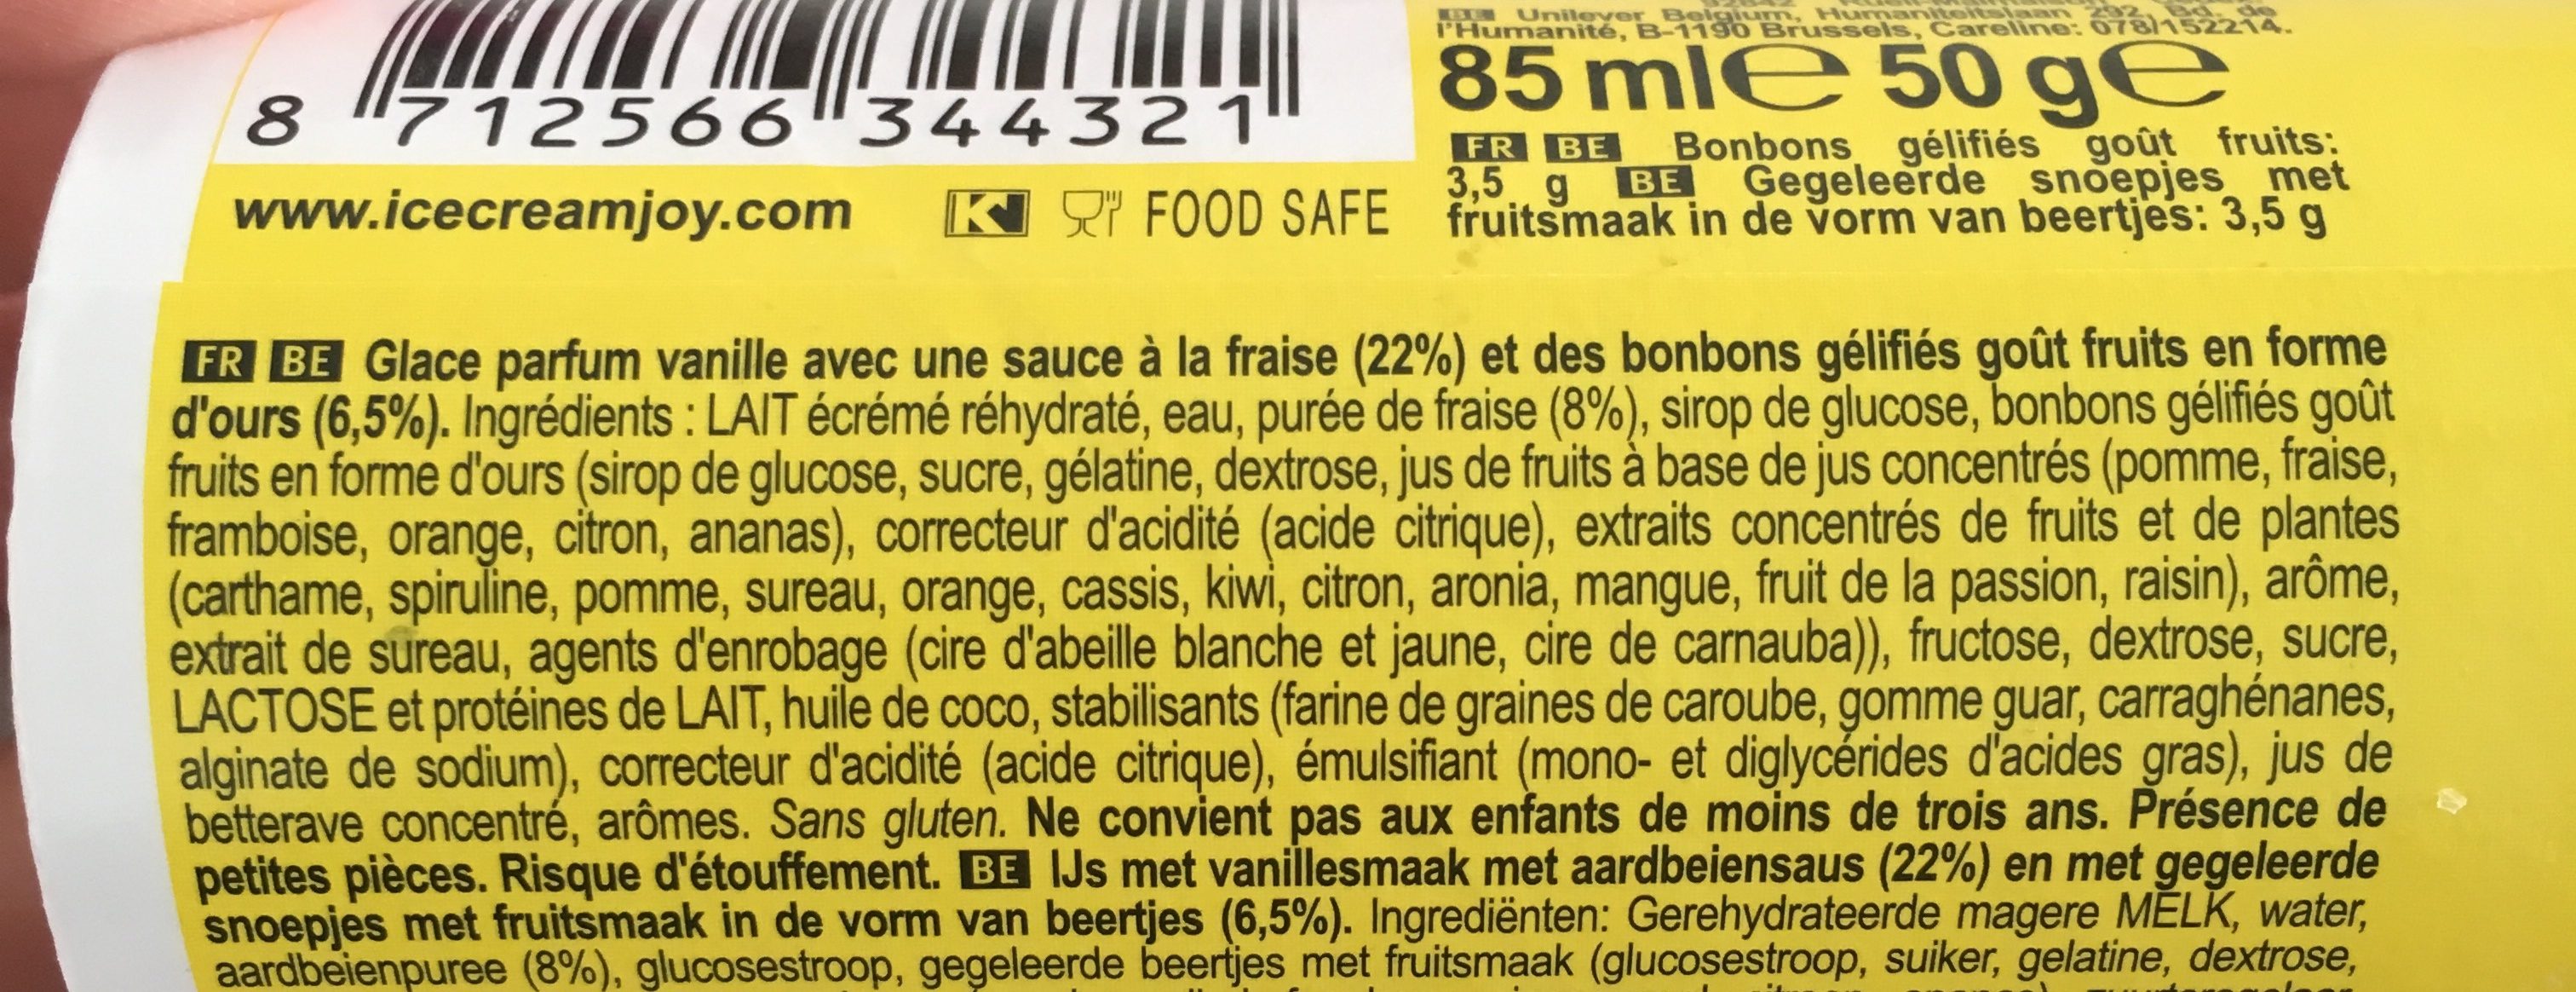 BE Unilever Belgium, Humaniteitslaan 292, Bd. de
l'Humanité, B-1190 Brussels, Careline: 078/152214.
8 712566 344321
85 ml e 50 g e
FR BE Bonbons gélifiés goût fruits:
3,5 g BE Gegeleerde snoepjes met
fruitsmaak in de vorm van beertjes: 3,5 g
www.icecreamjoy.com K FOOD SAFE
FR BE Glace parfum vanille avec une sauce à la fraise (22%) et des bonbons gélifiés goût fruits en forme
d'ours (6,5%). Ingrédients : LAIT écrémé réhydraté, eau, purée de fraise (8%), sirop de glucose, bonbons gélifiés goût
fruits en forme d'ours (sirop de glucose, sucre, gélatine, dextrose, jus de fruits à base de jus concentrés (pomme, fraise,
framboise, orange, citron, ananas), correcteur d'acidité (acide citrique), extraits concentrés de fruits et de plantes
(carthame, spiruline, pomme, sureau, orange, cassis, kiwi, citron, aronia, mangue, fruit de la passion, raisin), arôme,
extrait de sureau, agents d'enrobage (cire d'abeille blanche et jaune, cire de carnauba)), fructose, dextrose, sucre,
LACTOSE et protéines de LAIT, huile de coco, stabilisants (farine de graines de caroube, gomme guar, carraghénanes,
alginate de sodium), correcteur d'acidité (acide citrique), émulsifiant (mono- et diglycérides d'acides gras), jus de
betterave concentré, arômes. Sans gluten. Ne convient pas aux enfants de moins de trois ans. Présence de
petites pièces. Risque d'étouffement. BE IJs met vanillesmaak met aardbeiensaus (22%) en met gegeleerde
snoepjes met fruitsmaak in de vorm van beertjes (6,5%). Ingrediënten: Gerehydrateerde magere MELK, water,
aardbeienpuree (8%), glucosestroop, gegeleerde beertjes met fruitsmaak (glucosestroop, suiker, gelatine, dextrose,